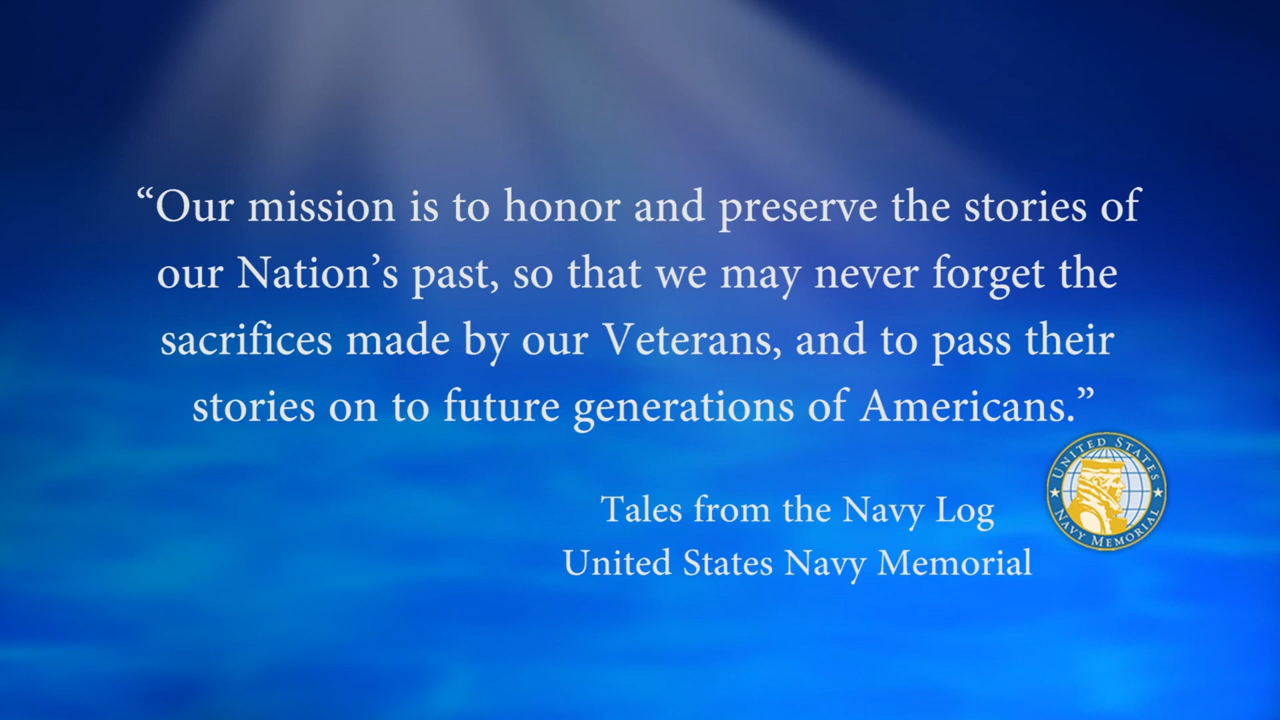 “Our mission is to honor and preserve the stories of
our Nation’s past, so that we may never forget the
sacrifices made by our Veterans, and to pass their
stories on to future generations of Americans.”
Tales from the Navy Log
United States Navy Memorial
UNITED STATES
NAVY MEMORIAL